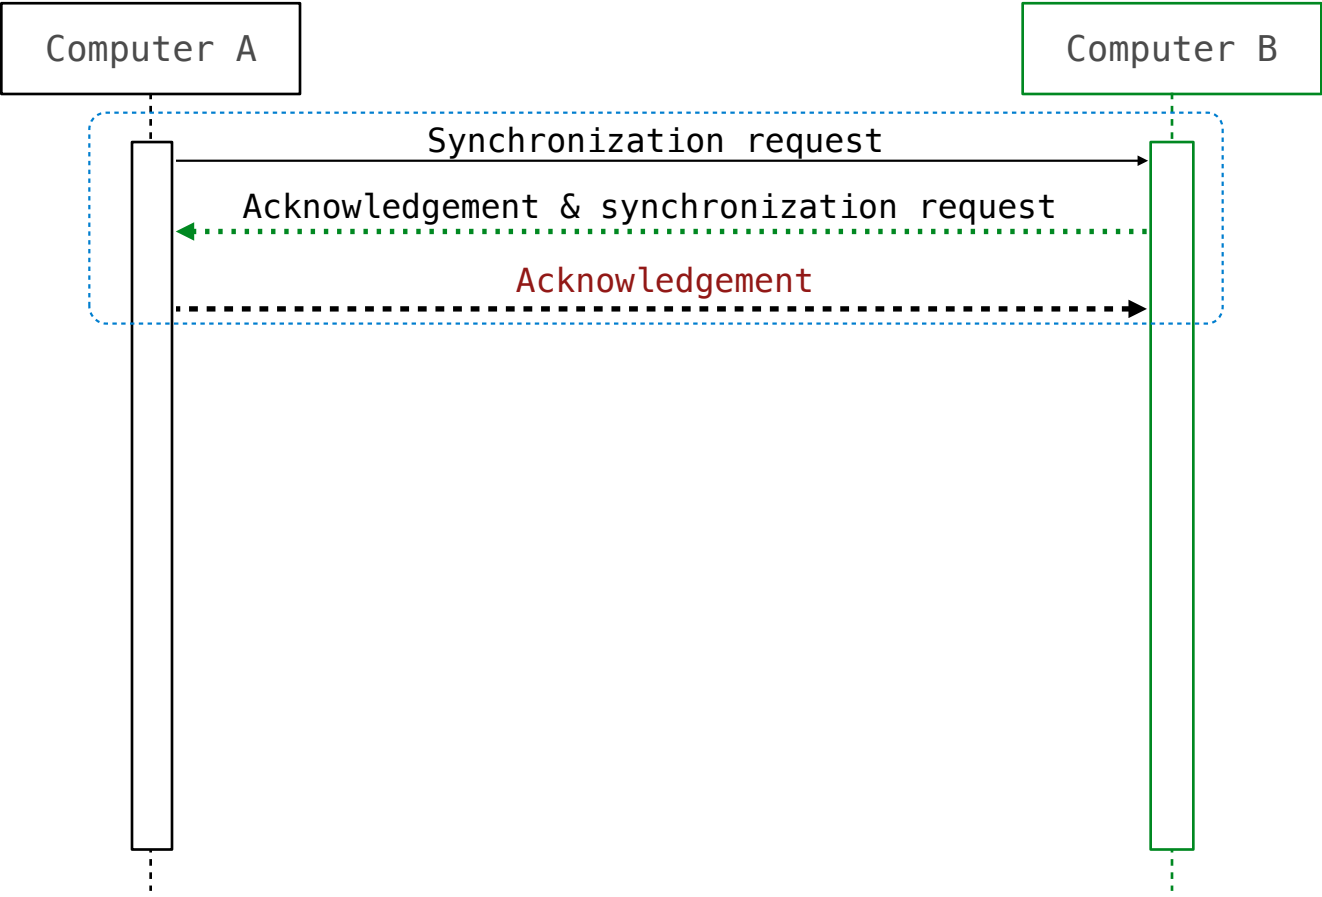 Computer A
Computer B
Synchronization request
Acknowledgement & synchronization request
Acknowledgement